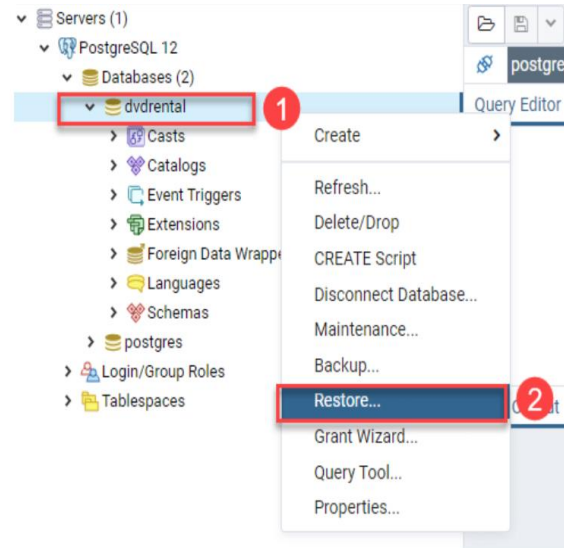 Servers (1)
PostgreSQL 12
Databases (2)
dvdrental
1
Casts
Catalogs
Event Triggers
Extensions
Foreign Data Wrappe
Languages
Schemas
postgres
Login/Group Roles
Tablespaces
postgre
Query Editor
Create
Refresh...
Delete/Drop
CREATE Script
Disconnect Database...
Maintenance...
Backup...
Restore...
2
Grant Wizard...
Query Tool...
Properties...